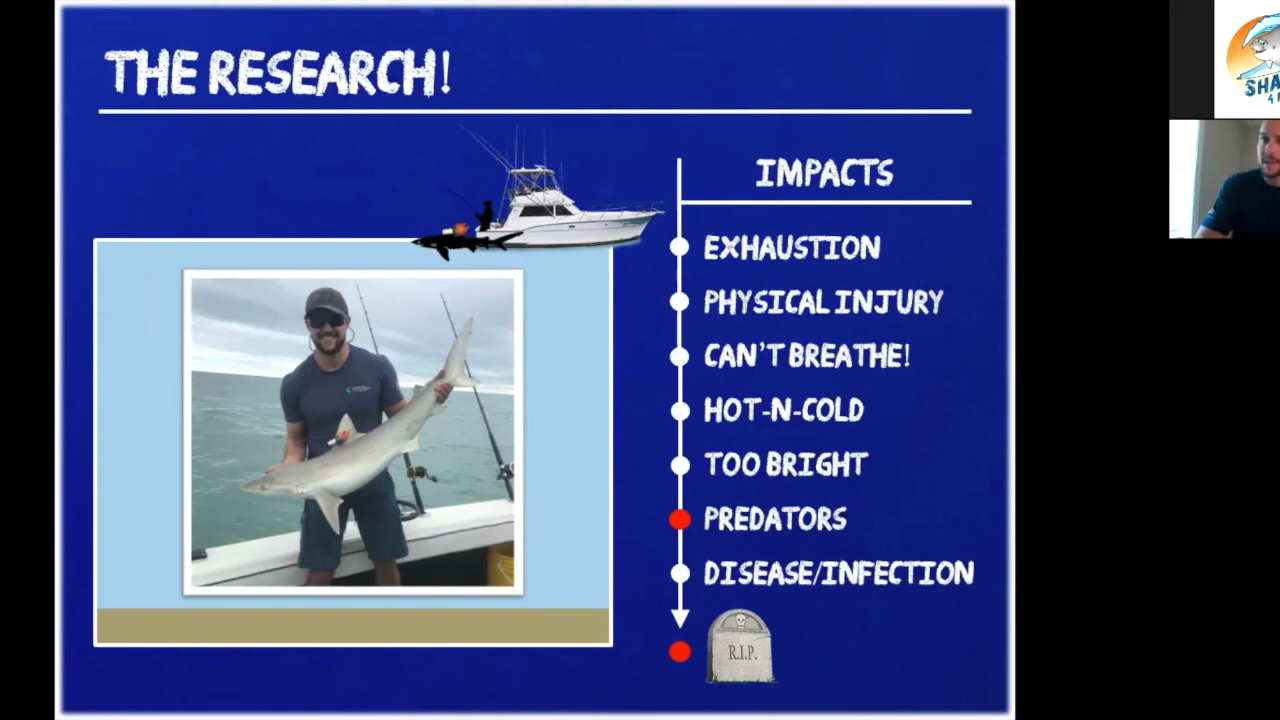 THE RESEARCH!
IMPACTS
EXHAUSTION
PHYSICAL INJURY
CAN'T BREATHE!
HOT-N-COLD
TOO BRIGHT
PREDATORS
DISEASE/INFECTION
R.I.P.